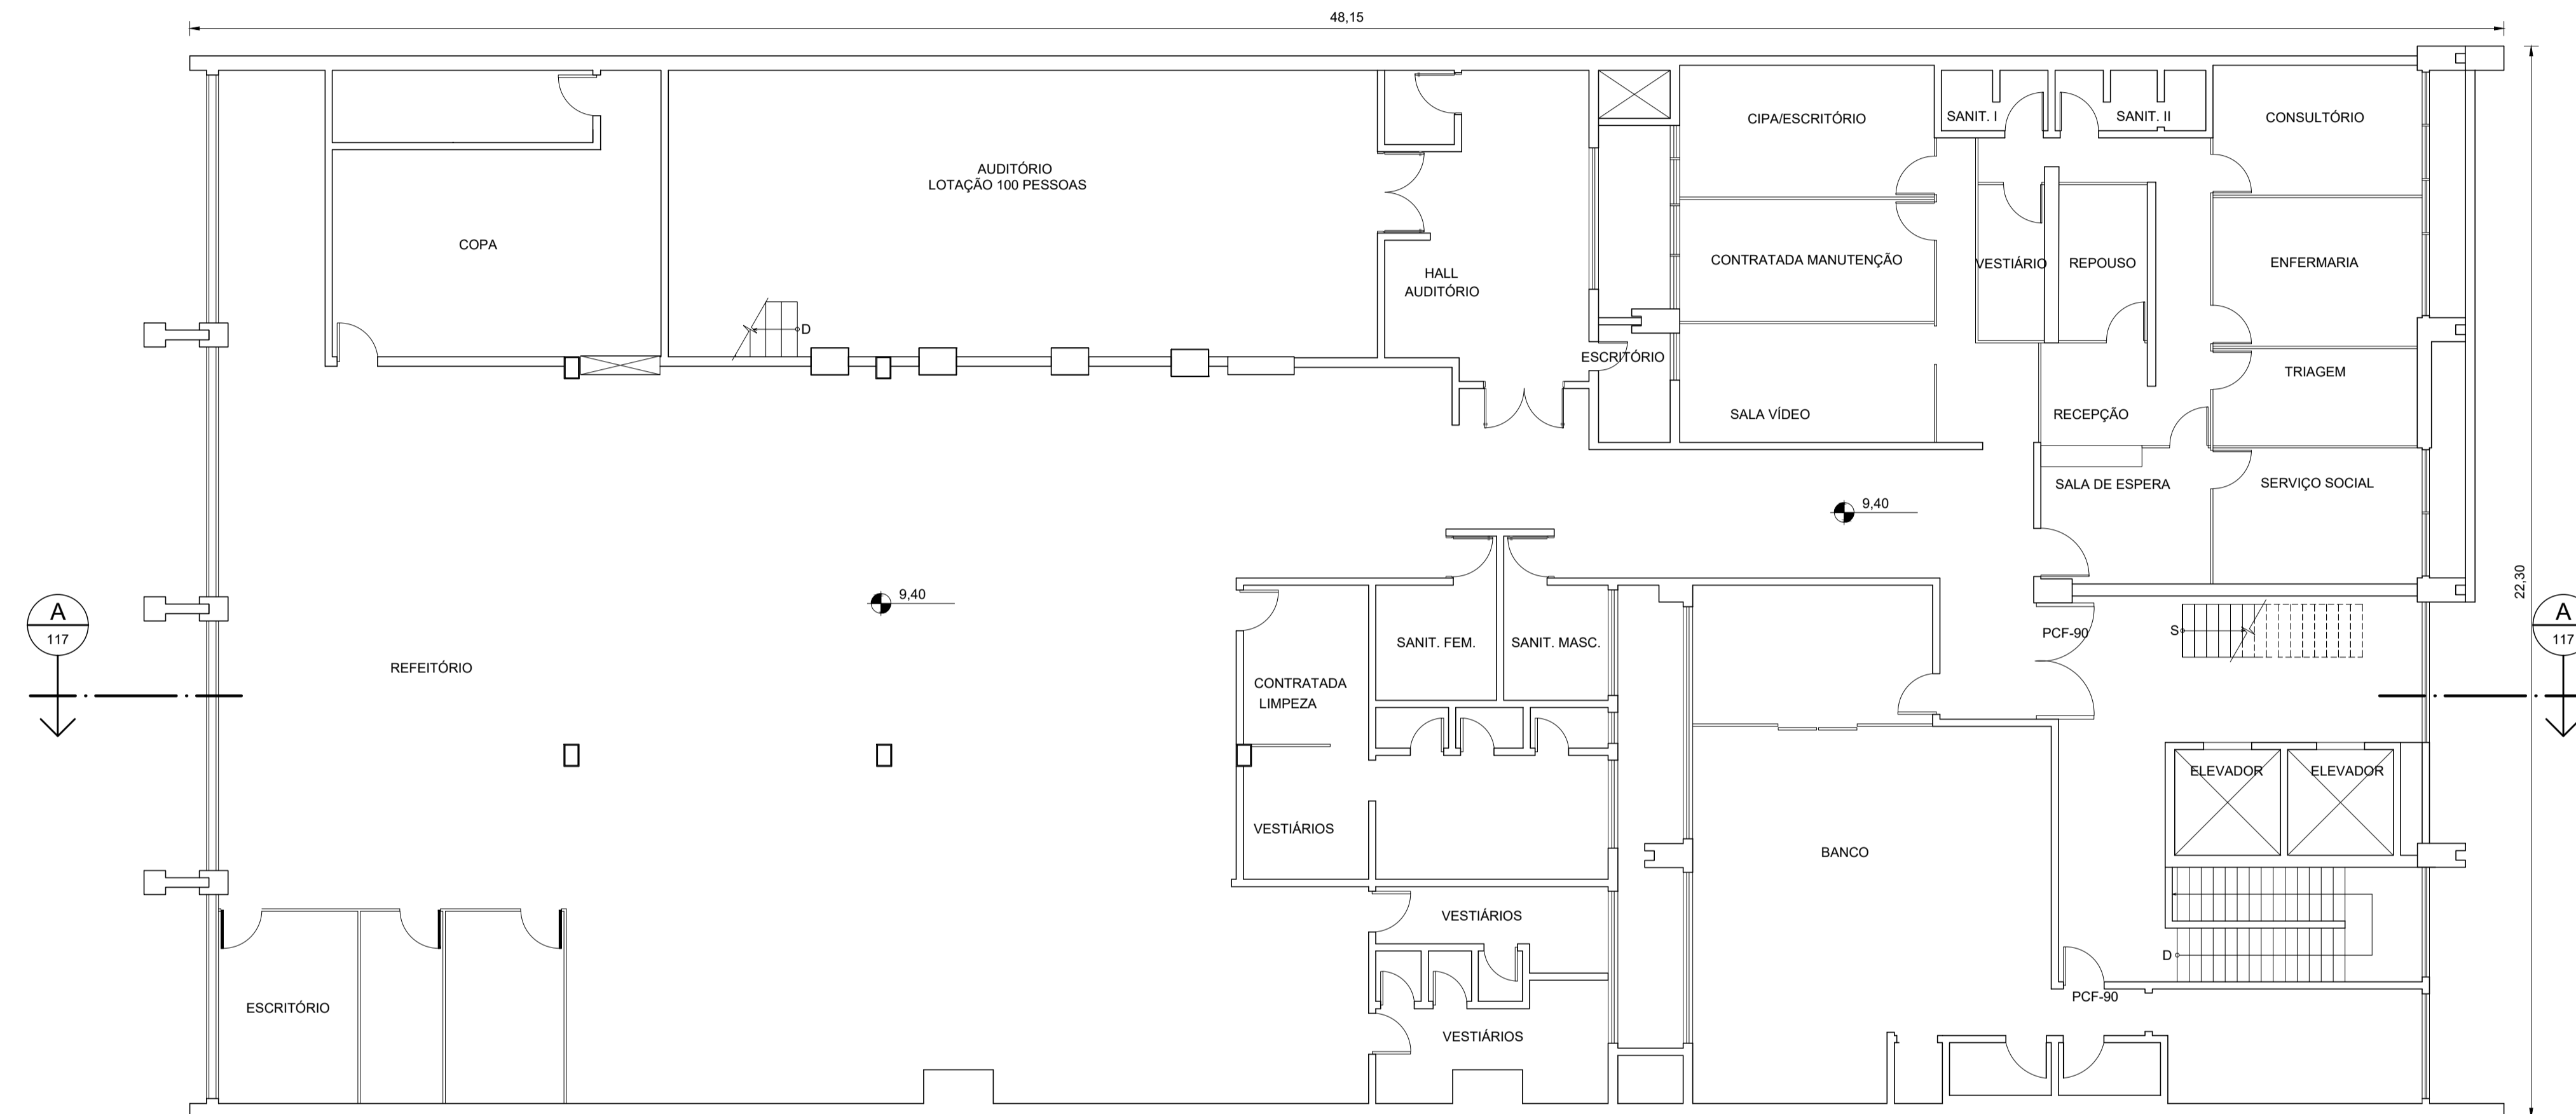 48,15
CIPA/ESCRITÓRIO
SANIT. I
SANIT. II
CONSULTÓRIO
AUDITÓRIO
LOTAÇÃO 100 PESSOAS
COPA
HALL
AUDITÓRIO
CONTRATADA MANUTENÇÃO
VESTIÁRIO
REPOUSO
ENFERMARIA
D
ESCRITÓRIO
TRIAGEM
SALA VÍDEO
RECEPÇÃO
SALA DE ESPERA
SERVIÇO SOCIAL
9,40
22,30
9,40
A
117
A
117
PCF-90
S
SANIT. FEM.
SANIT. MASC.
REFEITÓRIO
CONTRATADA
LIMPEZA
ELEVADOR
ELEVADOR
VESTIÁRIOS
BANCO
VESTIÁRIOS
D
PCF-90
ESCRITÓRIO
VESTIÁRIOS